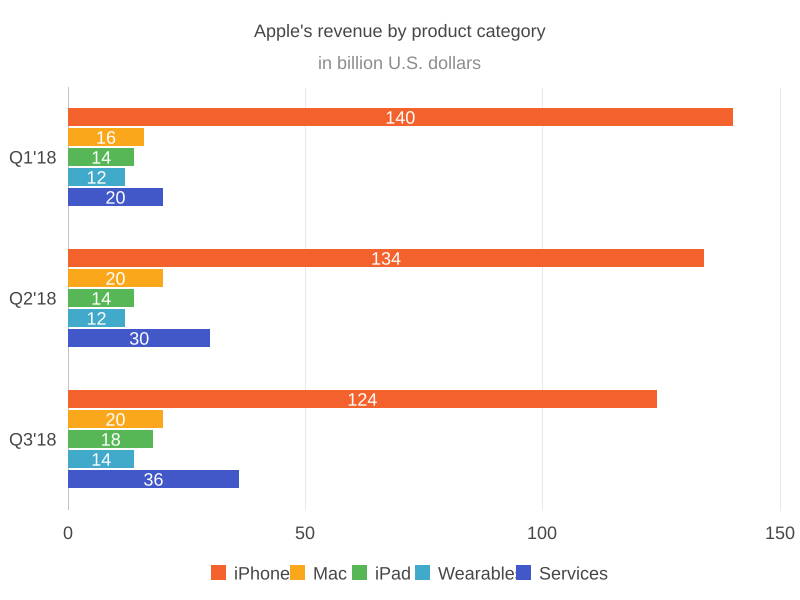 Apple's revenue by product category
in billion U.S. dollars
140
16
Q1'18
14
12
20
134
20
Q2'18
14
12
30
124
20
Q3'18
18
14
36
0 50 100 150
iPhone Mac iPad Wearables Services